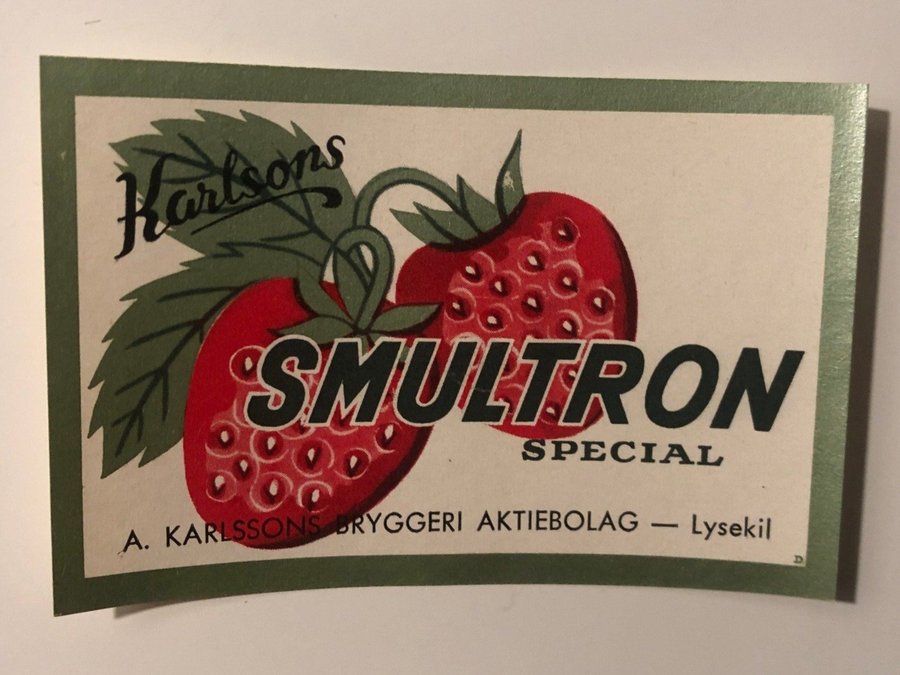 Karlsons
SMULTRON
SPECIAL
A. KARLSSONS BRYGGERI AKTIEBOLAG — Lysekil
D